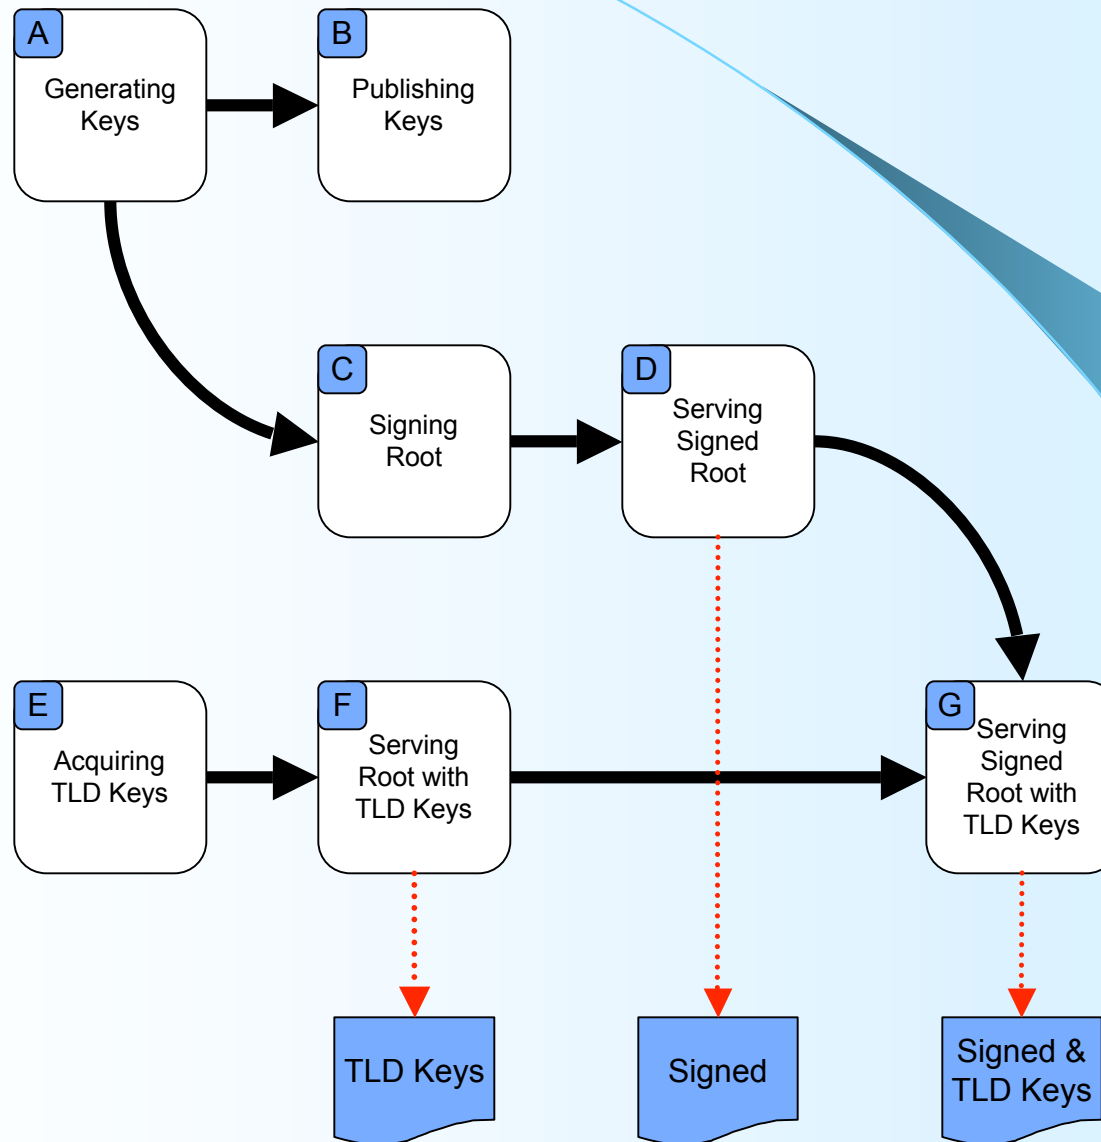 A
Generating
Keys
B
Publishing
Keys
C
Signing
Root
D
Serving
Signed
Root
E
Acquiring
TLD Keys
F
Serving
Root with
TLD Keys
G
Serving
Signed
Root with
TLD Keys
TLD Keys
Signed
Signed &
TLD Keys